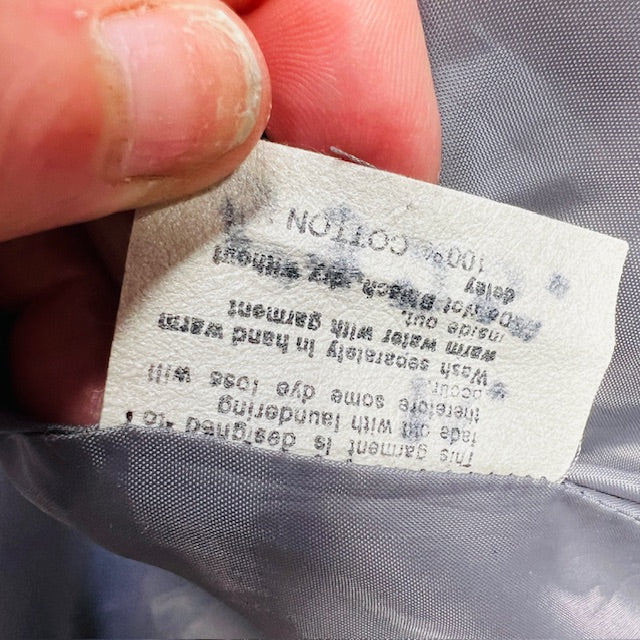 This garment is designed to
fade out with laundering
therefore some dye loss will
occur.
Wash separately in hand warm
warm water with garment
inside out.
Do Not Bleach, dry without
delay
100% COTTON